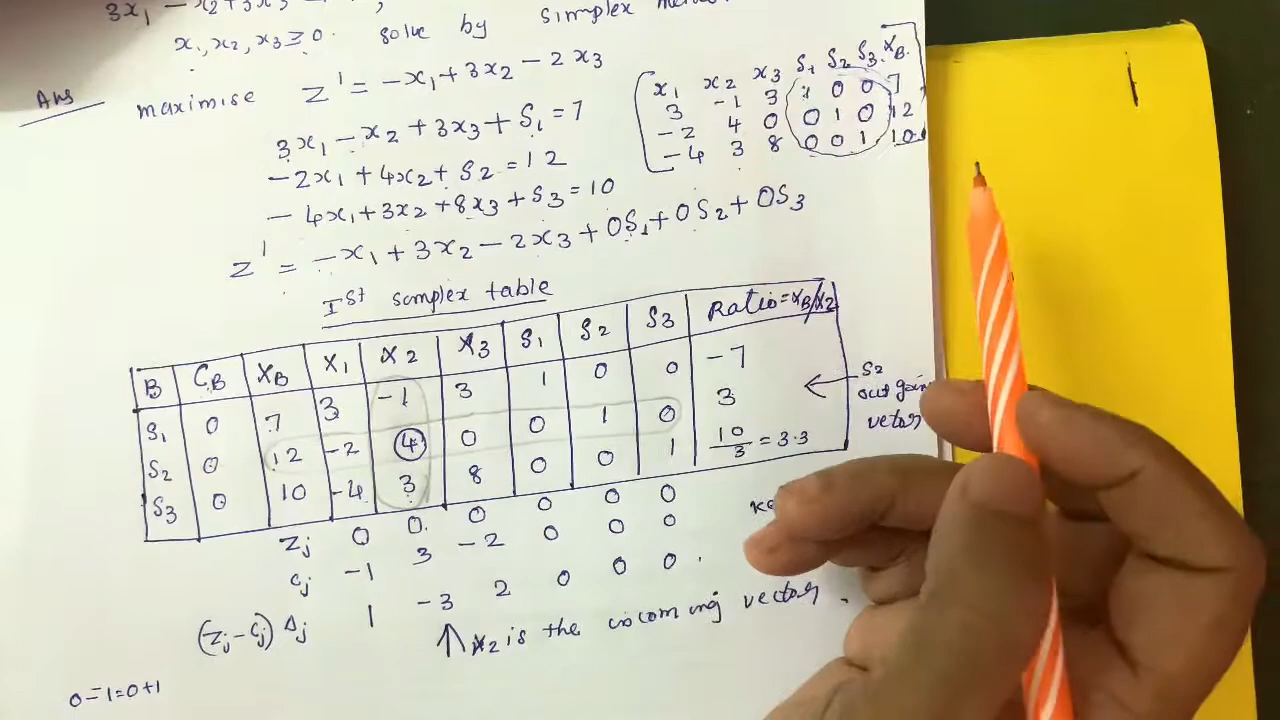 3x1 - x2 + 3x3
x1, x2, x3 ≥ 0. solve by simplex
Ans
maximise Z' = -x1 + 3x2 - 2x3
3x1 - x2 + 3x3 + S1 = 7
-2x1 + 4x2 + S2 = 12
- 4x1 + 3x2 + 8x3 + S3 = 10
Z' = -x1 + 3x2 - 2x3 + 0S1 + 0S2 + 0S3
x1 x2 x3 S1 S2 S3 XB
3 -1 3 1 0 0 7
-2 4 0 0 1 0 12
-4 3 8 0 0 1 10
Ist simplex table
B CB XB X1 X2 X3 S1 S2 S3 Ratio = XB/X2
S1 0 7 3 -1 3 1 0 0 -7
S2 0 12 -2 4 0 0 1 0 3
S3 0 10 -4 3 8 0 0 1 10/3 = 3.3
← S2
out going
vector
Zj 0 0 0 0 0 0
Cj -1 3 -2 0 0 0
(Zj - Cj) Δj 1 -3 2 0 0 0
↑ X2 is the incoming vector.
0 - -1 = 0+1